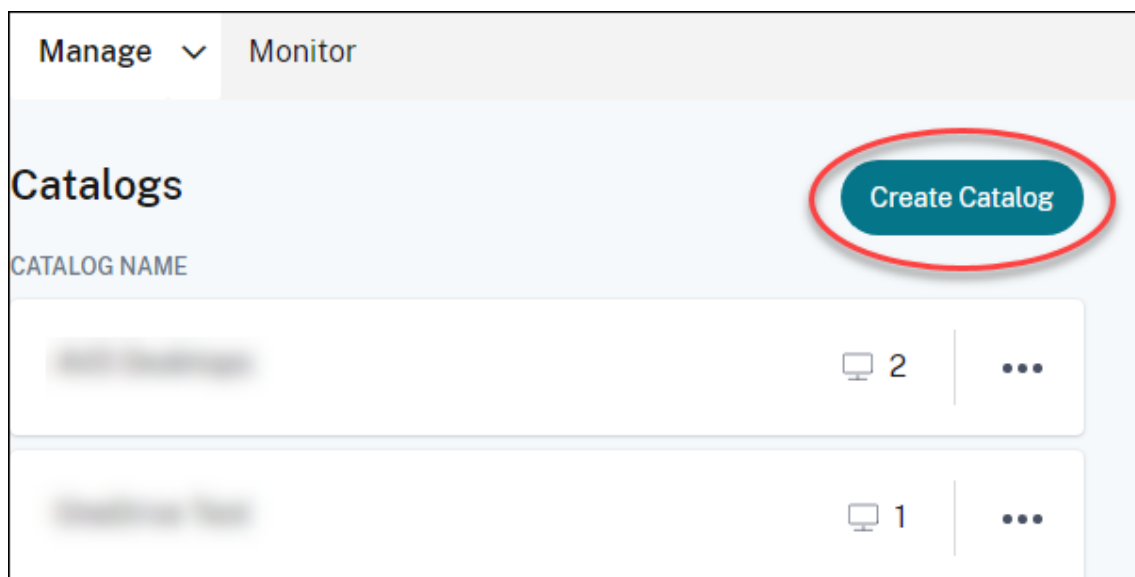 Manage Monitor
Catalogs
Create Catalog
CATALOG NAME
2
1